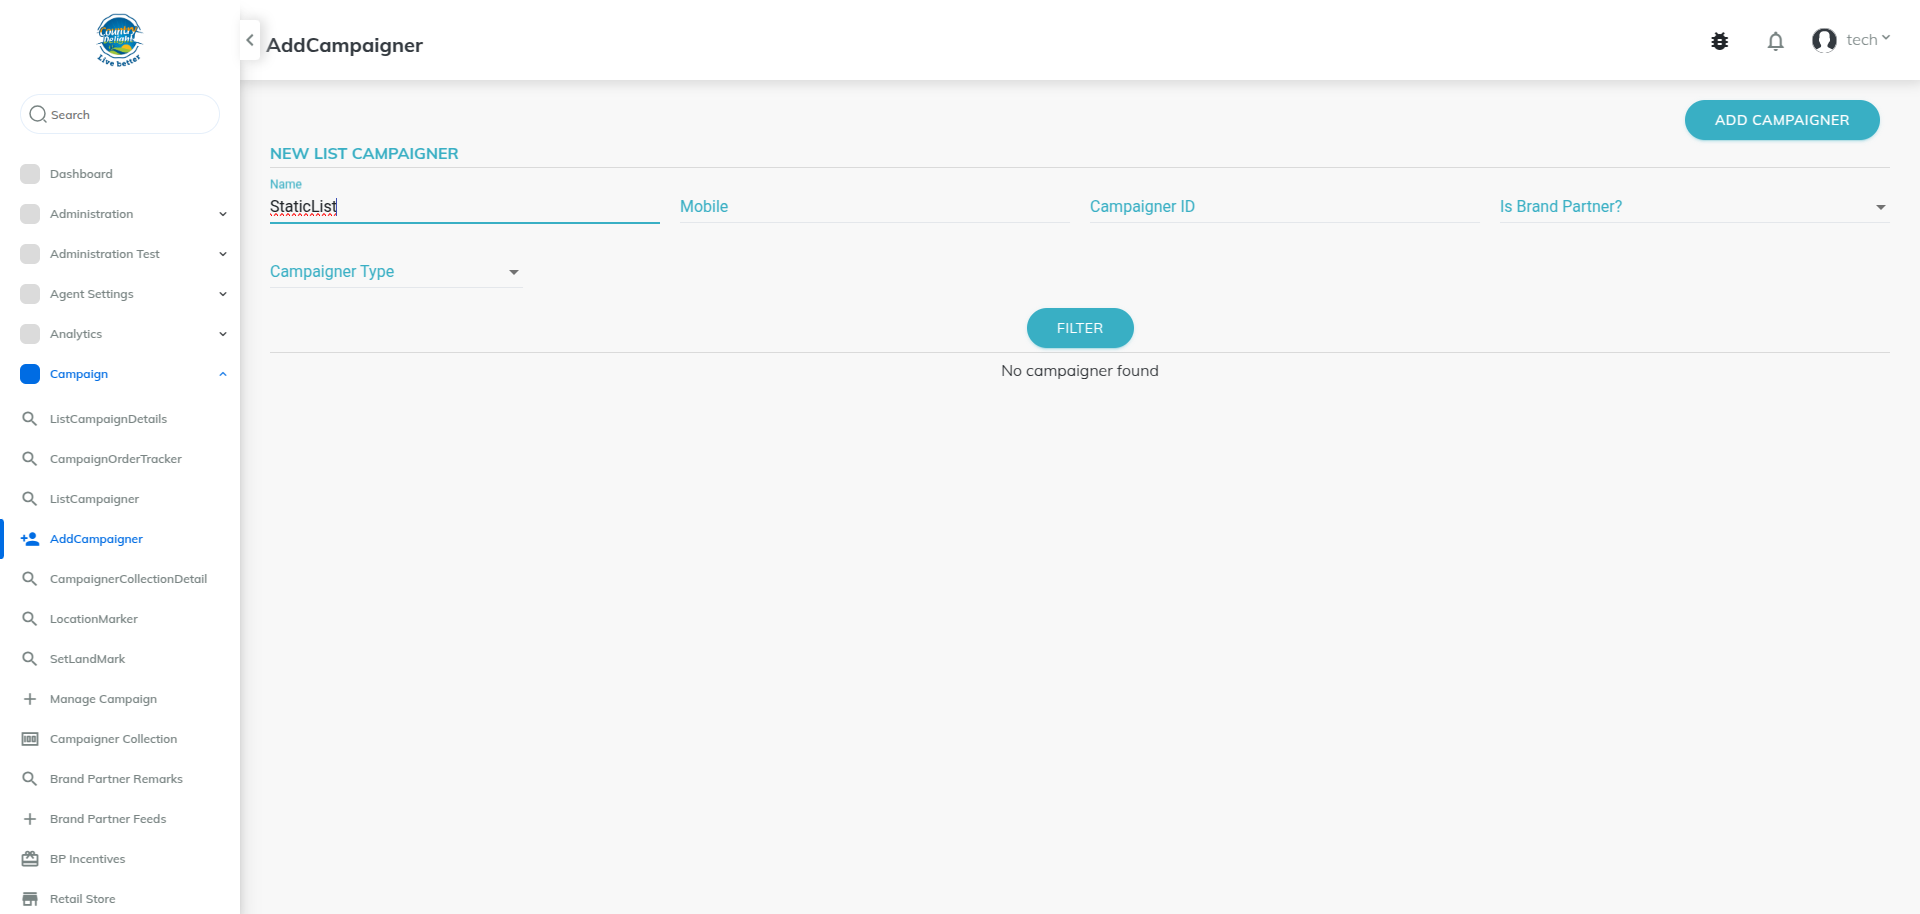 Country
Delight
Live better
AddCampaigner
tech
Search
Dashboard
Administration
Administration Test
Agent Settings
Analytics
Campaign
ListCampaignDetails
CampaignOrderTracker
ListCampaigner
AddCampaigner
CampaignerCollectionDetail
LocationMarker
SetLandMark
Manage Campaign
Campaigner Collection
Brand Partner Remarks
Brand Partner Feeds
BP Incentives
Retail Store
ADD CAMPAIGNER
NEW LIST CAMPAIGNER
Name
StaticList
Mobile
Campaigner ID
Is Brand Partner?
Campaigner Type
FILTER
No campaigner found